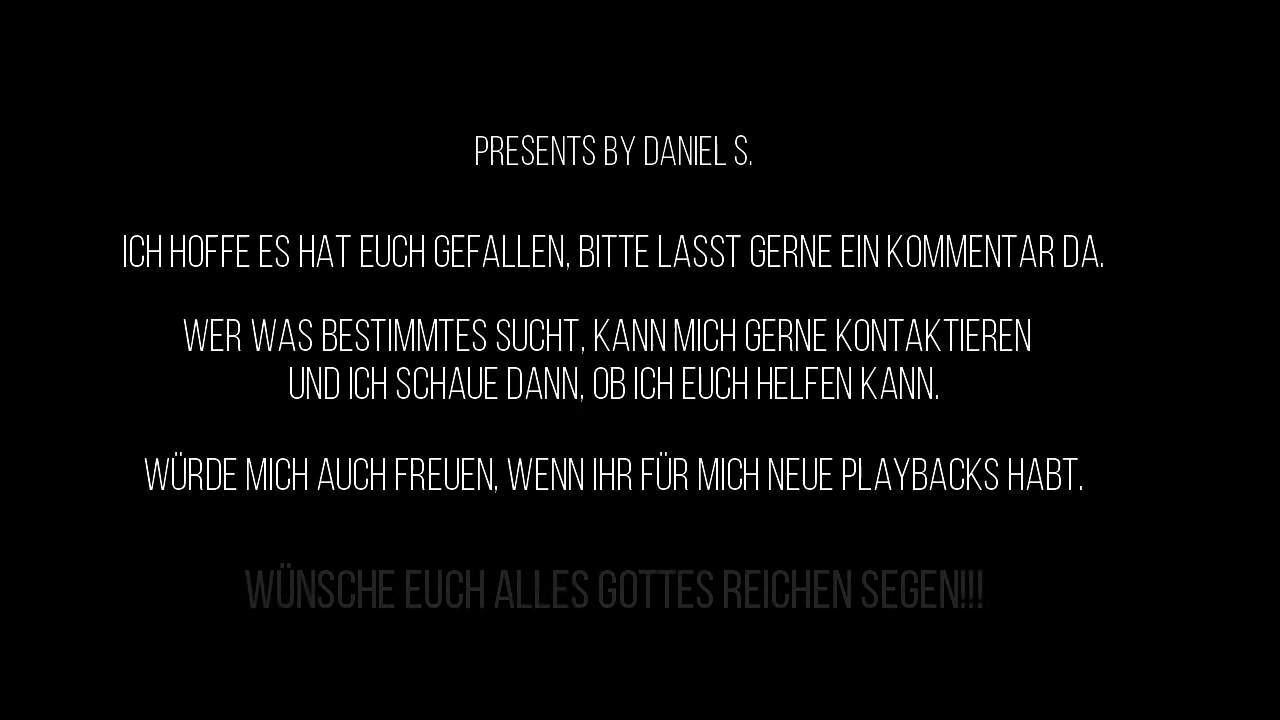 PRESENTS BY DANIEL S.
ICH HOFFE ES HAT EUCH GEFALLEN, BITTE LASST GERNE EIN KOMMENTAR DA.
WER WAS BESTIMMTES SUCHT, KANN MICH GERNE KONTAKTIEREN
UND ICH SCHAUE DANN, OB ICH EUCH HELFEN KANN.
WÜRDE MICH AUCH FREUEN, WENN IHR FÜR MICH NEUE PLAYBACKS HABT.
WÜNSCHE EUCH ALLES GOTTES REICHEN SEGEN!!!